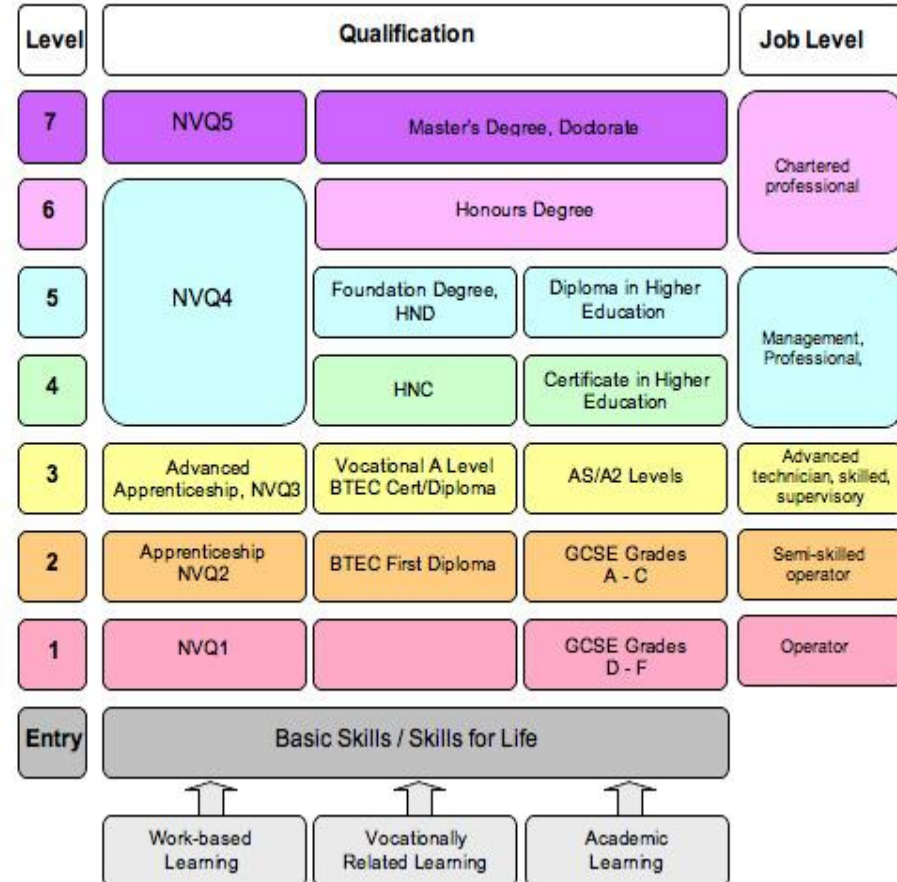 Level
Qualification
Job Level
7
NVQ5
Master's Degree, Doctorate
Chartered
professional
6
NVQ4
Honours Degree
5
Foundation Degree,
HND
Diploma in Higher
Education
Management,
Professional,
4
HNC
Certificate in Higher
Education
3
Advanced
Apprenticeship, NVQ3
Vocational A Level
BTEC Cert/Diploma
AS/A2 Levels
Advanced
technician, skilled,
supervisory
2
Apprenticeship
NVQ2
BTEC First Diploma
GCSE Grades
A - C
Semi-skilled
operator
1
NVQ1
GCSE Grades
D - F
Operator
Entry
Basic Skills / Skills for Life
Work-based
Learning
Vocationally
Related Learning
Academic
Learning